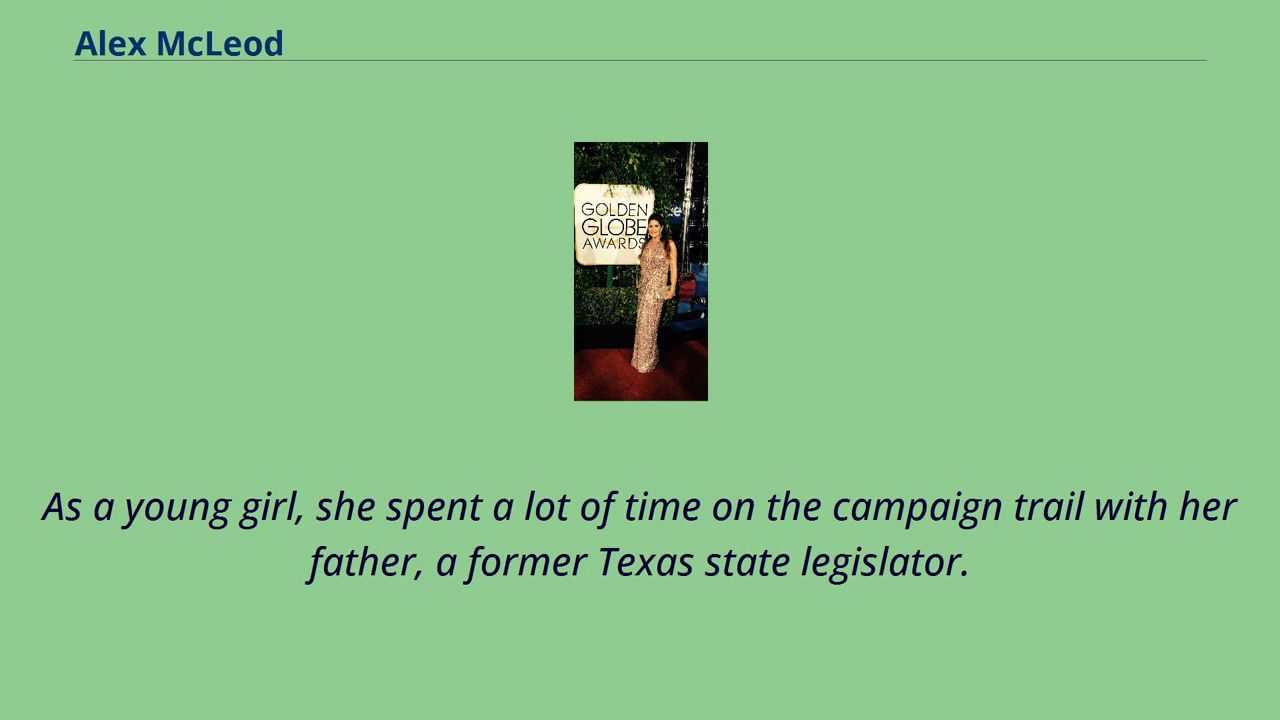 Alex McLeod
GOLDEN
GLOBE
AWARDS
As a young girl, she spent a lot of time on the campaign trail with her
father, a former Texas state legislator.